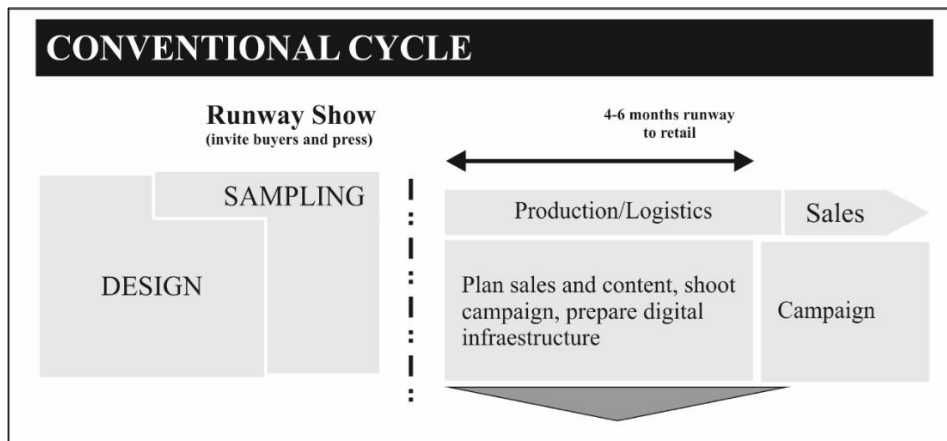 CONVENTIONAL CYCLE
Runway Show
(invite buyers and press)
4-6 months runway
to retail
SAMPLING
DESIGN
Production/Logistics
Sales
Plan sales and content, shoot
campaign, prepare digital
infraestructure
Campaign